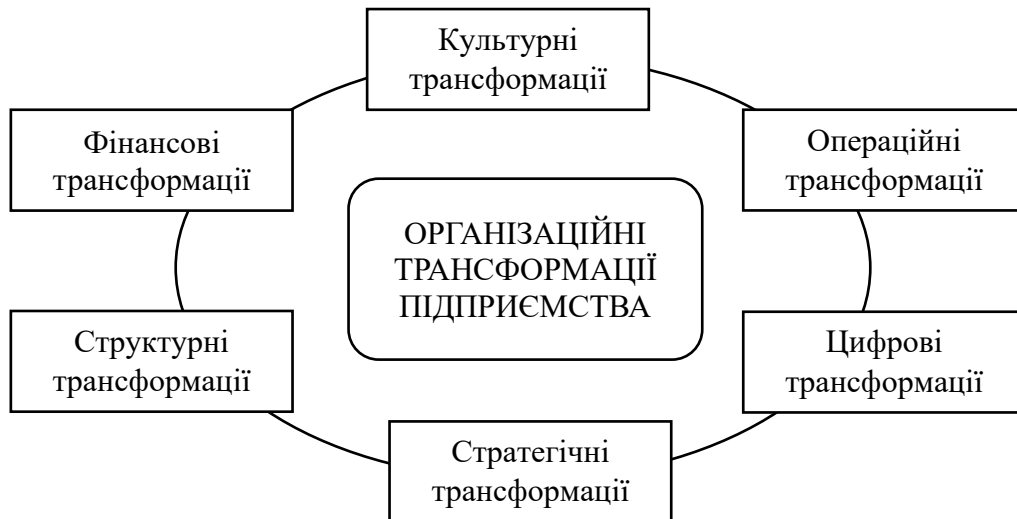 Культурні
трансформації
Фінансові
трансформації
Операційні
трансформації
ОРГАНІЗАЦІЙНІ
ТРАНСФОРМАЦІЇ
ПІДПРИЄМСТВА
Структурні
трансформації
Цифрові
трансформації
Стратегічні
трансформації